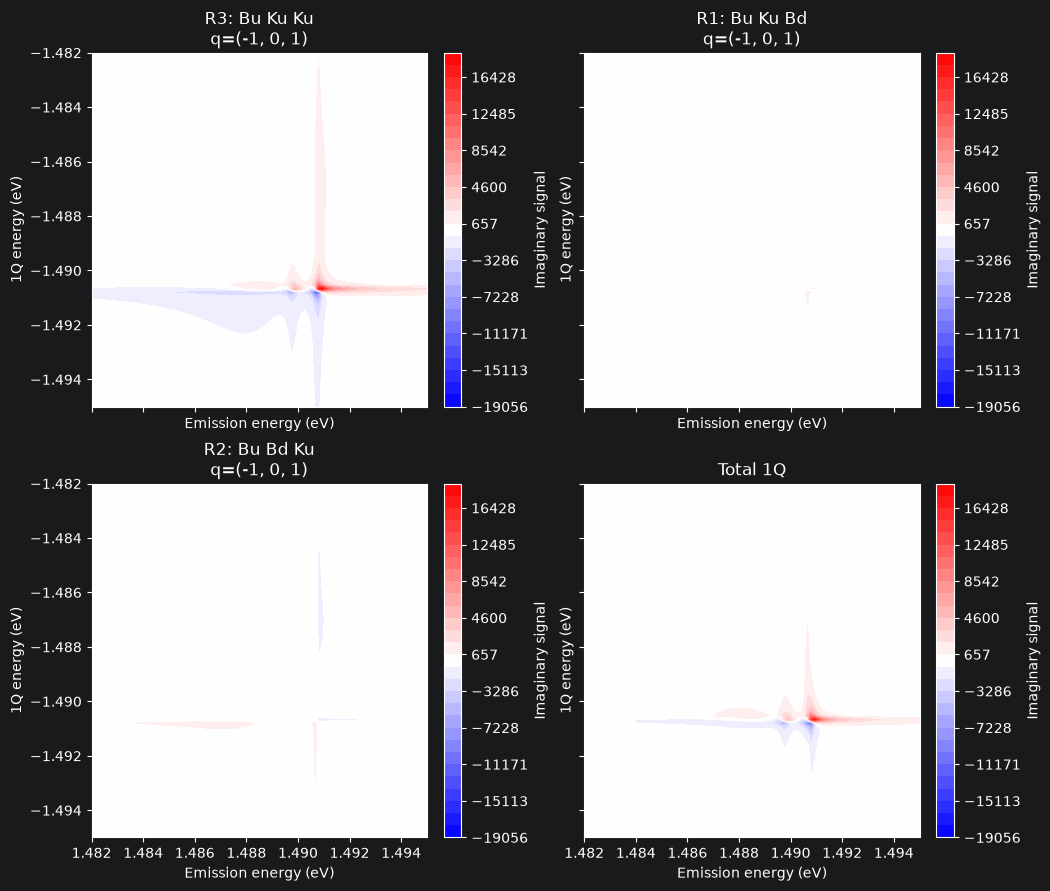 R3: Bu Ku Ku
q=(-1, 0, 1)
1Q energy (eV)
−1.482
−1.484
−1.486
−1.488
−1.490
−1.492
−1.494
Emission energy (eV)
16428
12485
8542
4600
657
−3286
−7228
−11171
−15113
−19056
Imaginary signal
R1: Bu Ku Bd
q=(-1, 0, 1)
1Q energy (eV)
Emission energy (eV)
16428
12485
8542
4600
657
−3286
−7228
−11171
−15113
−19056
Imaginary signal
R2: Bu Bd Ku
q=(-1, 0, 1)
1Q energy (eV)
−1.482
−1.484
−1.486
−1.488
−1.490
−1.492
−1.494
1.482 1.484 1.486 1.488 1.490 1.492 1.494
Emission energy (eV)
16428
12485
8542
4600
657
−3286
−7228
−11171
−15113
−19056
Imaginary signal
Total 1Q
1Q energy (eV)
1.482 1.484 1.486 1.488 1.490 1.492 1.494
Emission energy (eV)
16428
12485
8542
4600
657
−3286
−7228
−11171
−15113
−19056
Imaginary signal